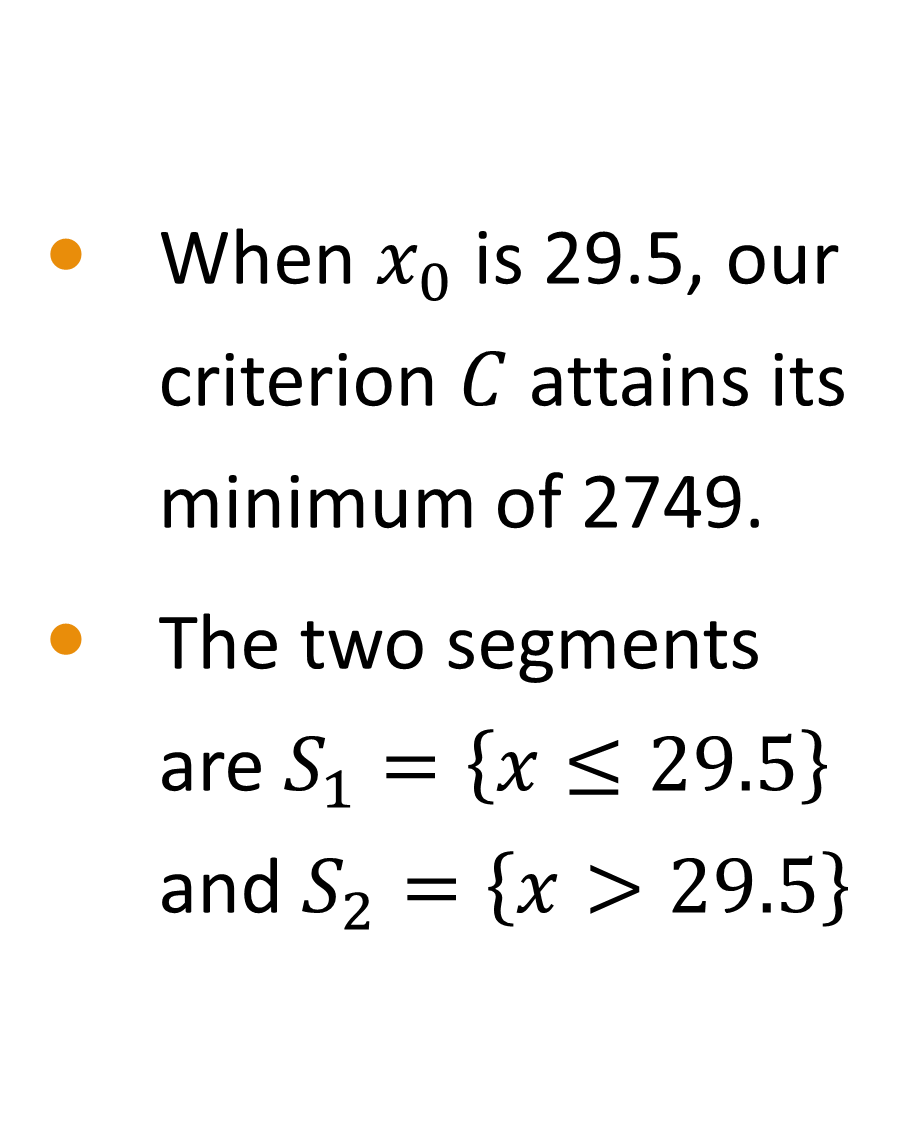 • When 𝑥₀ is 29.5, our
criterion 𝐶 attains its
minimum of 2749.
• The two segments
are 𝑆₁ = {𝑥 ≤ 29.5}
and 𝑆₂ = {𝑥 > 29.5}